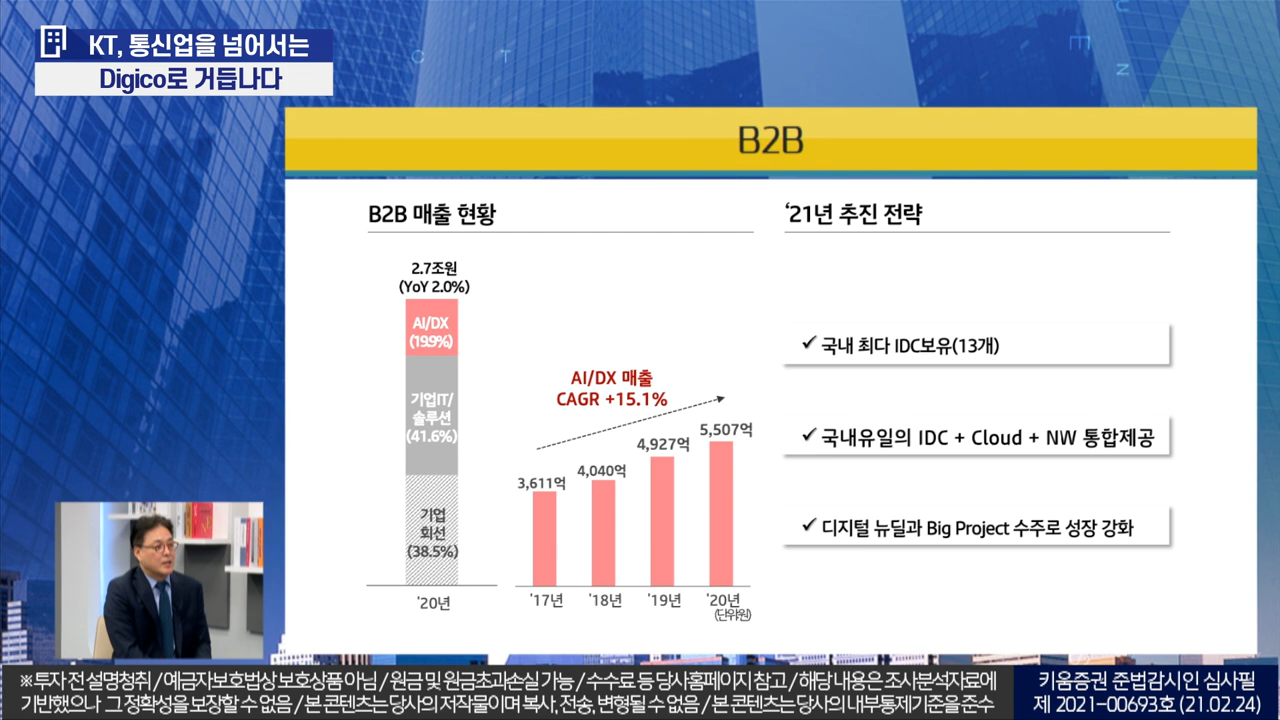 KT, 통신업을 넘어서는
Digico로 거듭나다
C T
U
E
N
B2B
B2B 매출 현황
2.7조원
(YoY 2.0%)
AI/DX
(19.9%)
기업IT/
솔루션
(41.6%)
기업
회선
(38.5%)
'20년
AI/DX 매출
CAGR +15.1%
3,611억
4,040억
4,927억
5,507억
'17년 '18년 '19년 '20년
(단위:원)
'21년 추진 전략
✓ 국내 최다 IDC보유(13개)
✓ 국내유일의 IDC + Cloud + NW 통합제공
✓ 디지털 뉴딜과 Big Project 수주로 성장 강화
※투자 전 설명청취 / 예금자보호법상 보호상품 아님 / 원금 및 원금초과손실 가능 / 수수료 등 당사홈페이지 참고 / 해당 내용은 조사분석자료에
기반했으나 그 정확성을 보장할 수 없음 / 본 콘텐츠는 당사의 저작물이며 복사, 전송, 변형될 수 없음 / 본 콘텐츠는 당사의 내부통제기준을 준수
키움증권 준법감시인 심사필
제 2021-00693호 (21.02.24)